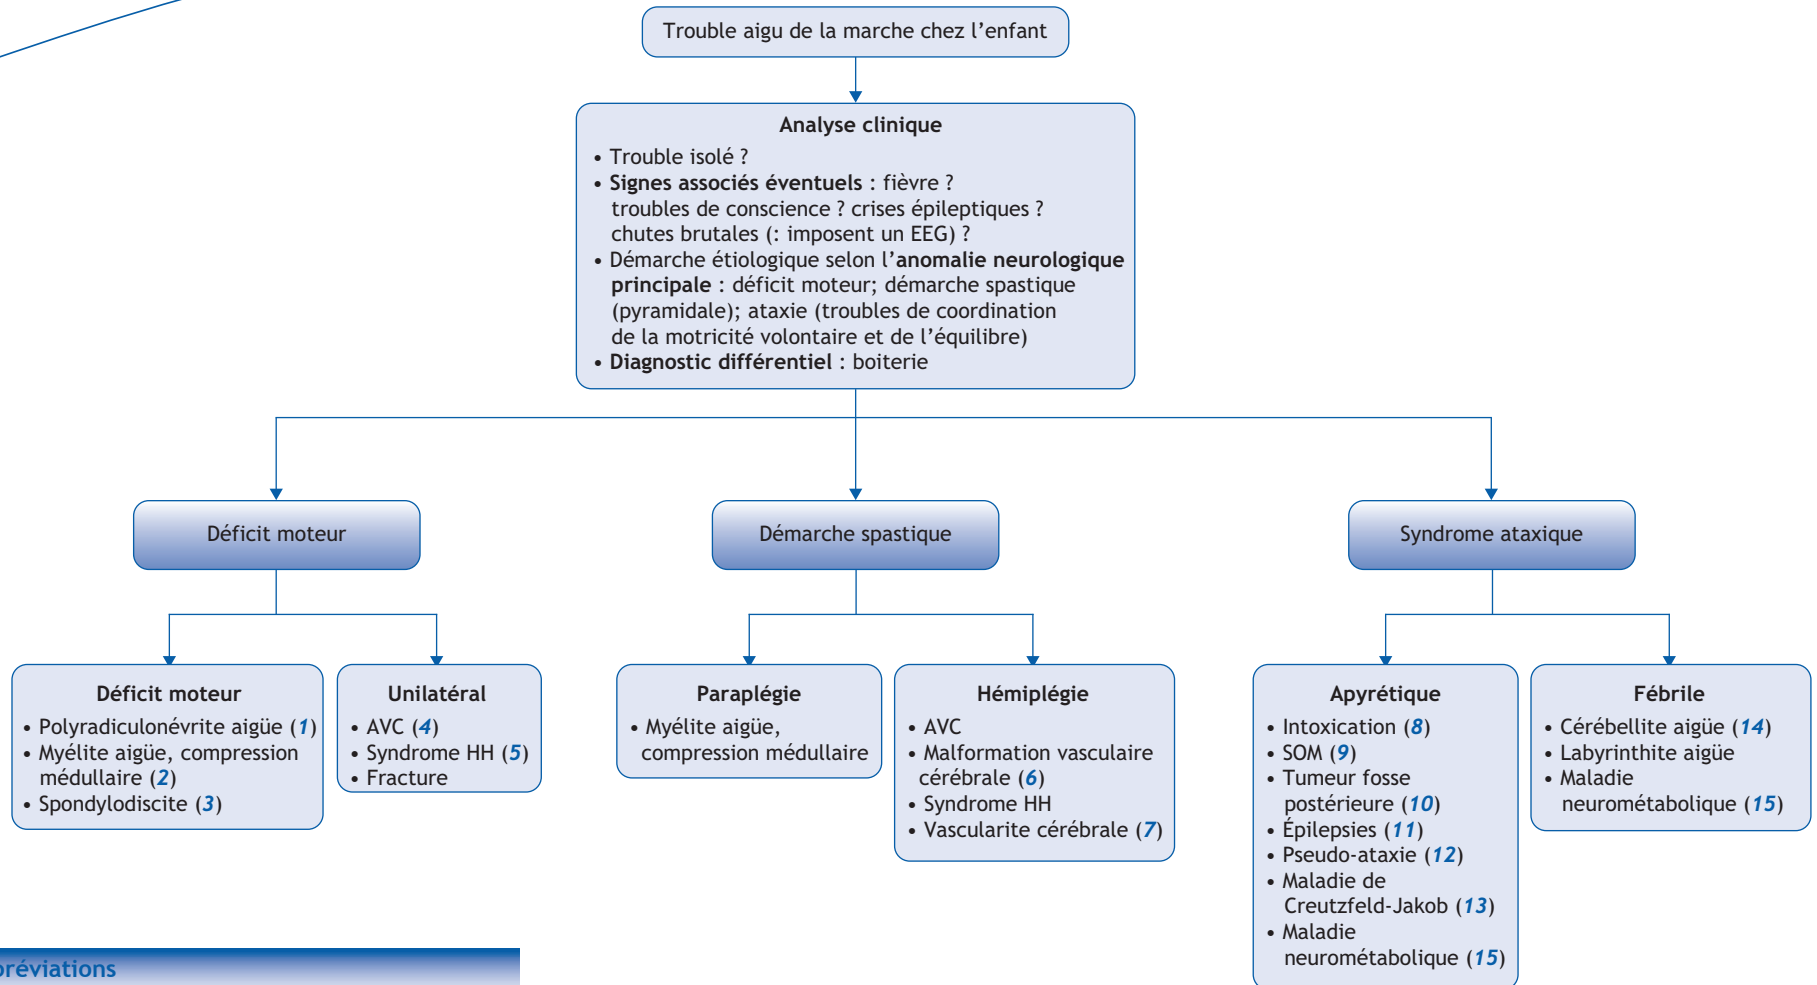 Trouble aigu de la marche chez l’enfant
Analyse clinique
• Trouble isolé ?
• Signes associés éventuels : fièvre ?
troubles de conscience ? crises épileptiques ?
chutes brutales (: imposent un EEG) ?
• Démarche étiologique selon l’anomalie neurologique
principale : déficit moteur; démarche spastique
(pyramidale); ataxie (troubles de coordination
de la motricité volontaire et de l’équilibre)
• Diagnostic différentiel : boiterie
Déficit moteur
Démarche spastique
Syndrome ataxique
Déficit moteur
• Polyradiculonévrite aigüe (1)
• Myélite aigüe, compression
médullaire (2)
• Spondylodiscite (3)
Unilatéral
• AVC (4)
• Syndrome HH (5)
• Fracture
Paraplégie
• Myélite aigüe,
compression médullaire
Hémiplégie
• AVC
• Malformation vasculaire
cérébrale (6)
• Syndrome HH
• Vascularite cérébrale (7)
Apyrétique
• Intoxication (8)
• SOM (9)
• Tumeur fosse
postérieure (10)
• Épilepsies (11)
• Pseudo-ataxie (12)
• Maladie de
Creutzfeld-Jakob (13)
• Maladie
neurométabolique (15)
Fébrile
• Cérébellite aigüe (14)
• Labyrinthite aigüe
• Maladie
neurométabolique (15)
réviations